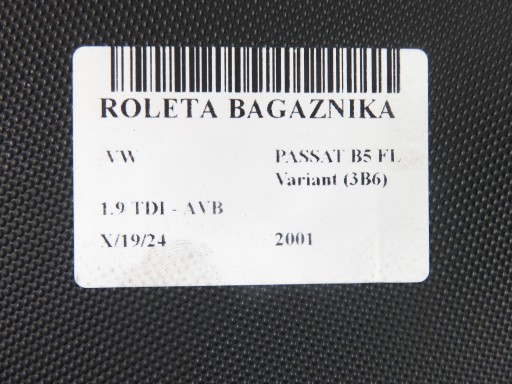 ROLETA BAGAZNIKA
VW PASSAT B5 FL
Variant (3B6)
1.9 TDI - AVB
X/19/24 2001